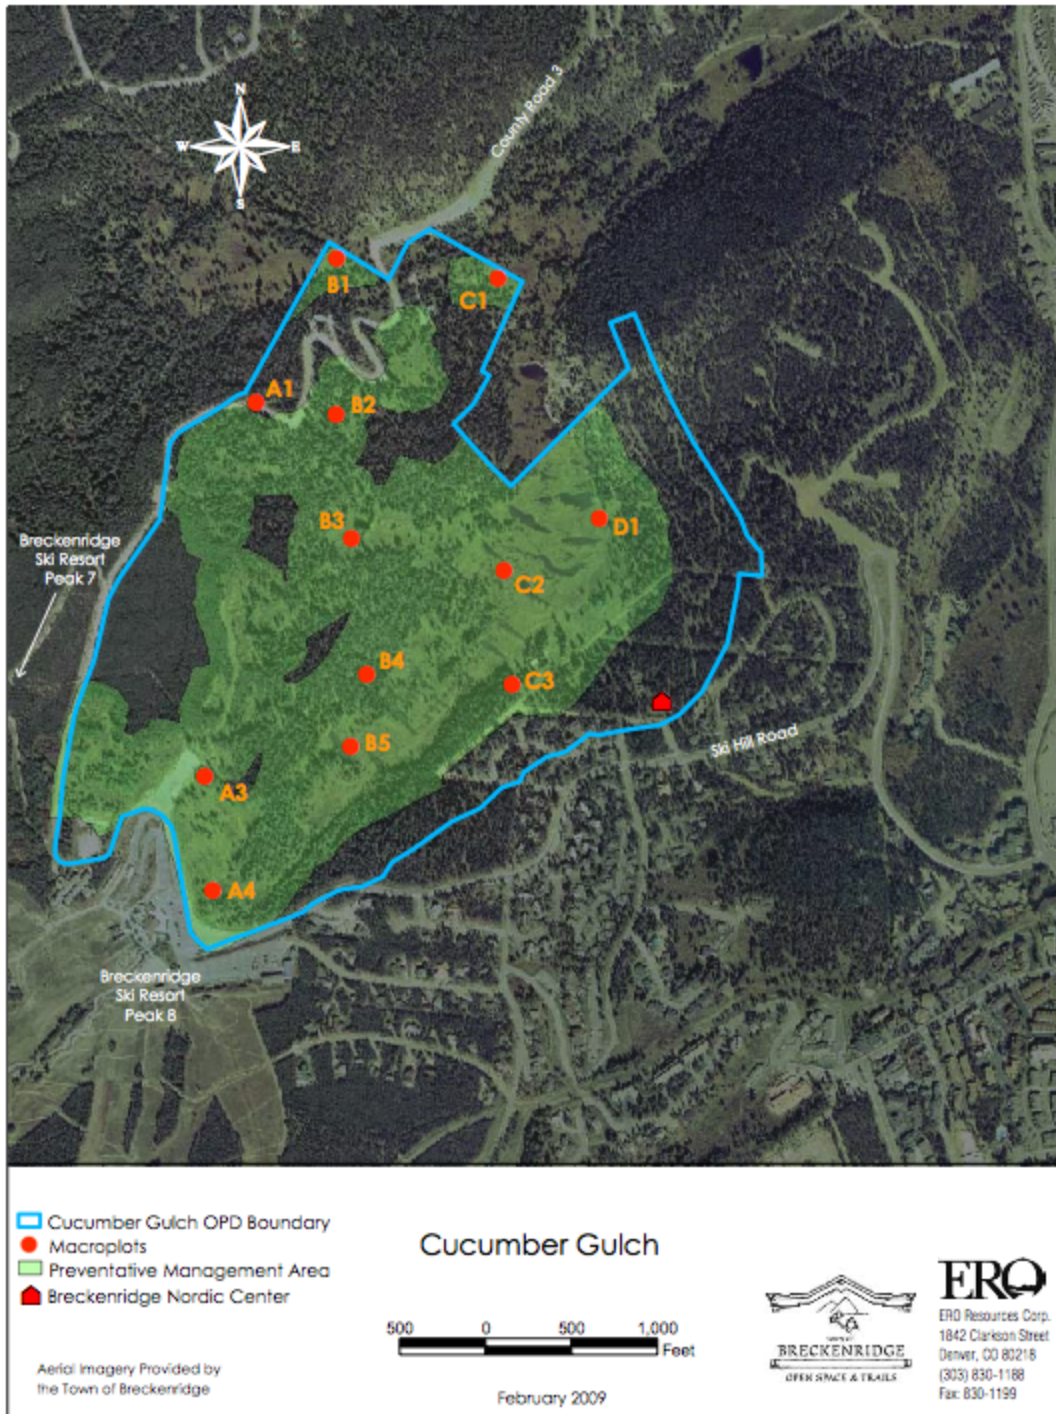 County Road 3
N
W E
S
B1
C1
A1
B2
B3
D1
C2
Breckenridge
Ski Resort
Peak 7
B4
C3
B5
Ski Hill Road
A3
A4
Breckenridge
Ski Resort
Peak 8
Cucumber Gulch OPD Boundary
Macroplots
Preventative Management Area
Breckenridge Nordic Center
Aerial Imagery Provided by
the Town of Breckenridge
Cucumber Gulch
500 0 500 1,000
Feet
February 2009
TOWN OF
BRECKENRIDGE
OPEN SPACE & TRAILS
ERO
ERO Resources Corp.
1842 Clarkson Street
Denver, CO 80218
(303) 830-1188
Fax: 830-1199